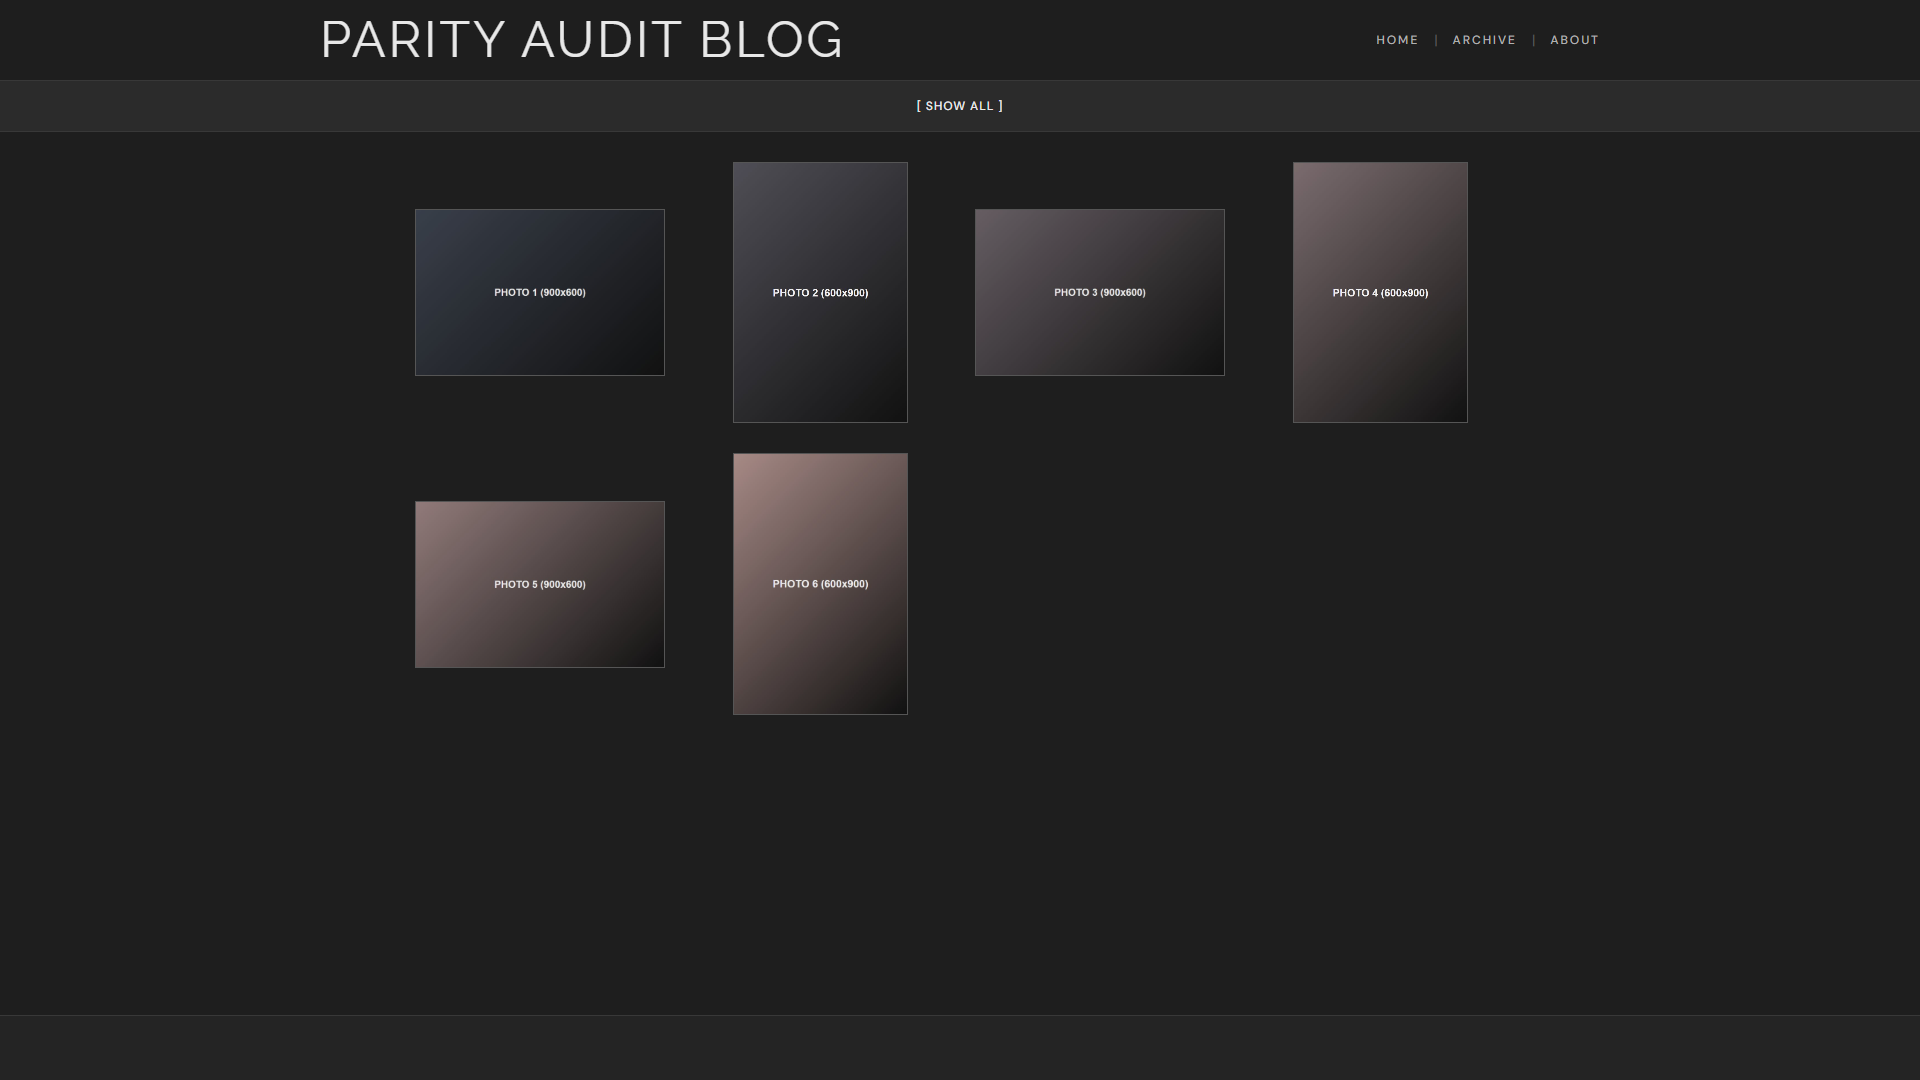 PARITY AUDIT BLOG
HOME | ARCHIVE | ABOUT
[ SHOW ALL ]
PHOTO 1 (900x600)
PHOTO 2 (600x900)
PHOTO 3 (900x600)
PHOTO 4 (600x900)
PHOTO 5 (900x600)
PHOTO 6 (600x900)